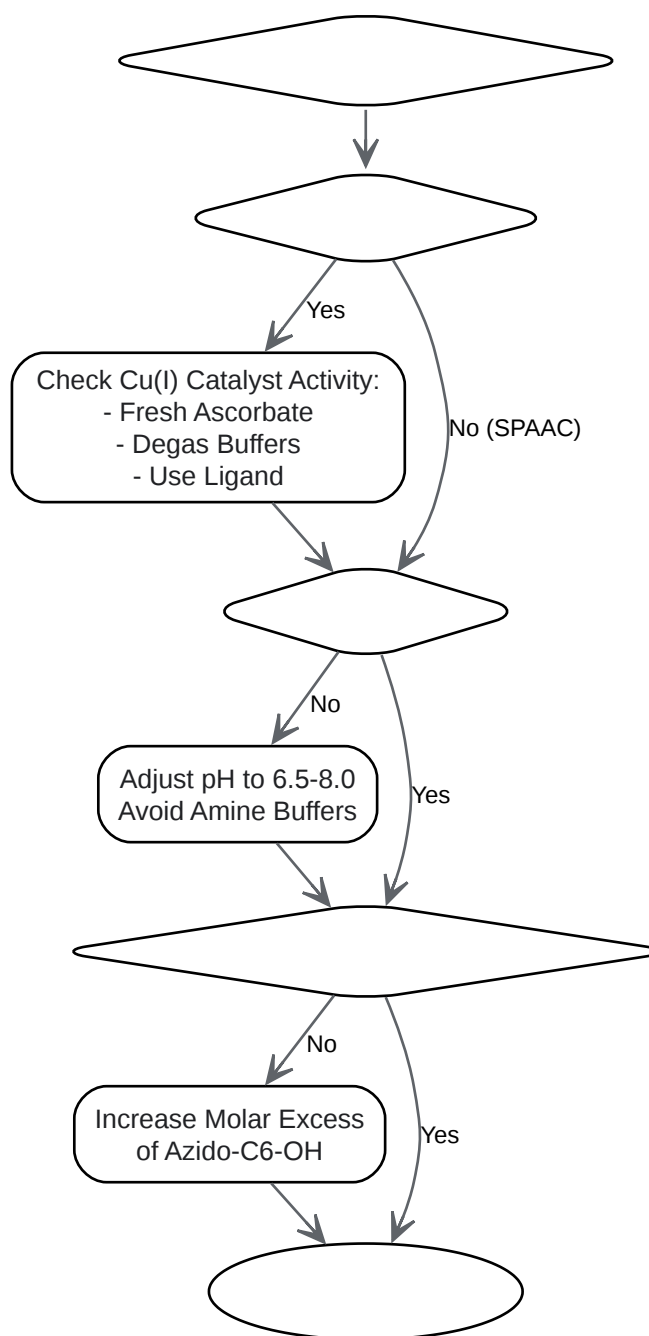 Yes
Check Cu(I) Catalyst Activity:
- Fresh Ascorbate
- Degas Buffers
- Use Ligand
No (SPAAC)
No
Adjust pH to 6.5-8.0
Avoid Amine Buffers
Yes
No
Increase Molar Excess
of Azido-C6-OH
Yes